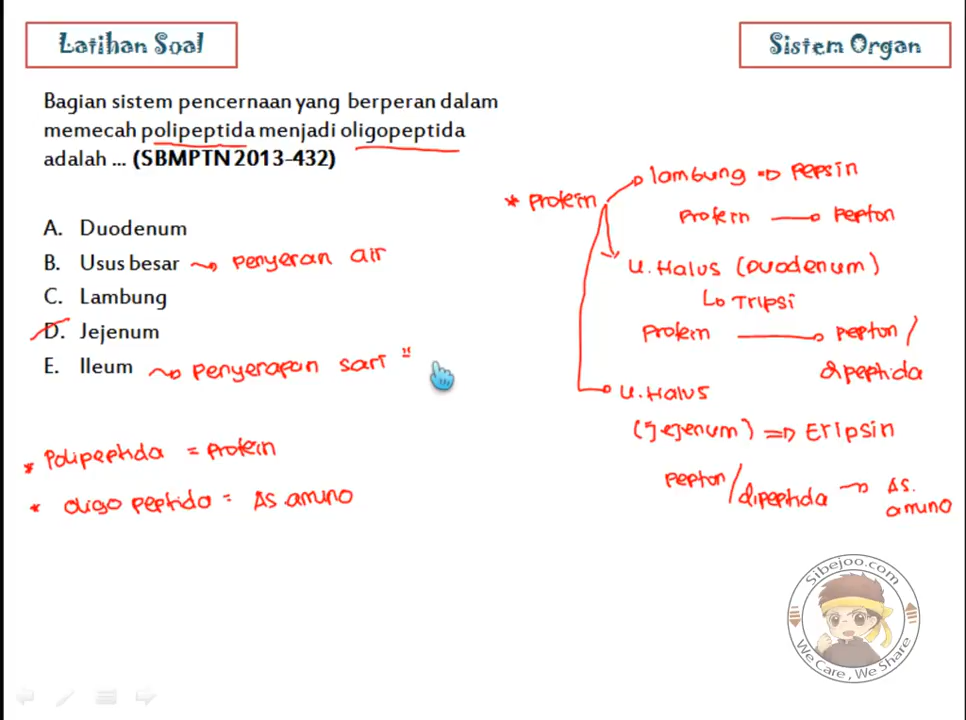 Latihan Soal
Sistem Organ
Bagian sistem pencernaan yang berperan dalam
memecah polipeptida menjadi oligopeptida
adalah ... (SBMPTN 2013-432)
A. Duodenum
B. Usus besar → penyeran air
C. Lambung
D. Jejenum
E. Ileum → penyerapan sari "
* Polipeptida = protein
* oligo peptida = As. amino
* protein
lambung ⇒ pepsin
protein → pepton
U. Halus (Duodenum)
↳ Tripsi
protein → pepton /
dipeptida
U. Halus
(Jejenum) ⇒ Eripsin
pepton / dipeptida → As.
amino
Sibejoo.com
We Care, We Share